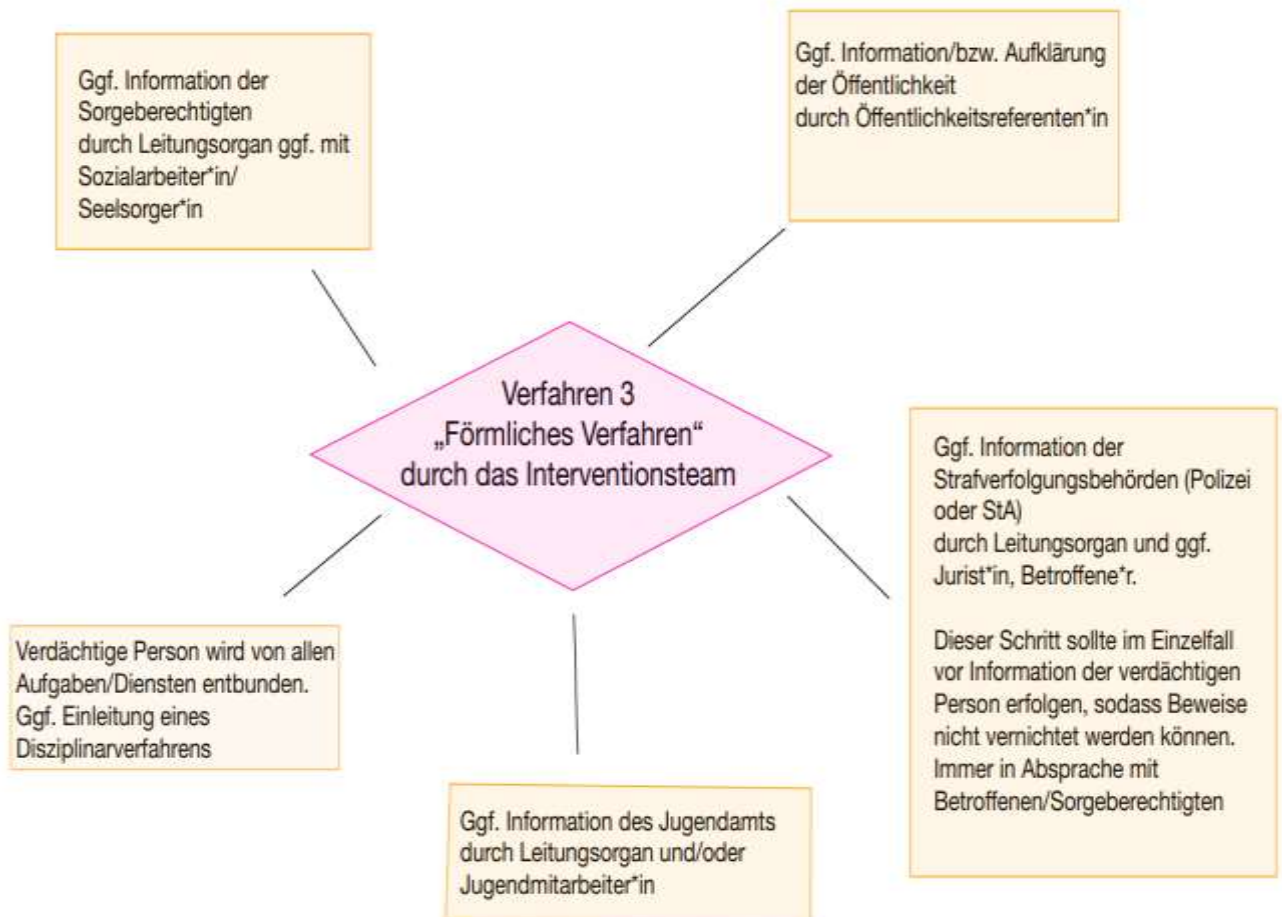 Ggf. Information der
Sorgeberechtigten
durch Leitungsorgan ggf. mit
Sozialarbeiter*in/
Seelsorger*in
Ggf. Information/bzw. Aufklärung
der Öffentlichkeit
durch Öffentlichkeitsreferenten*in
Verfahren 3
„Förmliches Verfahren“
durch das Interventionsteam
Ggf. Information der
Strafverfolgungsbehörden (Polizei
oder StA)
durch Leitungsorgan und ggf.
Jurist*in, Betroffene*r.
Dieser Schritt sollte im Einzelfall
vor Information der verdächtigen
Person erfolgen, sodass Beweise
nicht vernichtet werden können.
Immer in Absprache mit
Betroffenen/Sorgeberechtigten
Verdächtige Person wird von allen
Aufgaben/Diensten entbunden.
Ggf. Einleitung eines
Disziplinarverfahrens
Ggf. Information des Jugendamts
durch Leitungsorgan und/oder
Jugendmitarbeiter*in